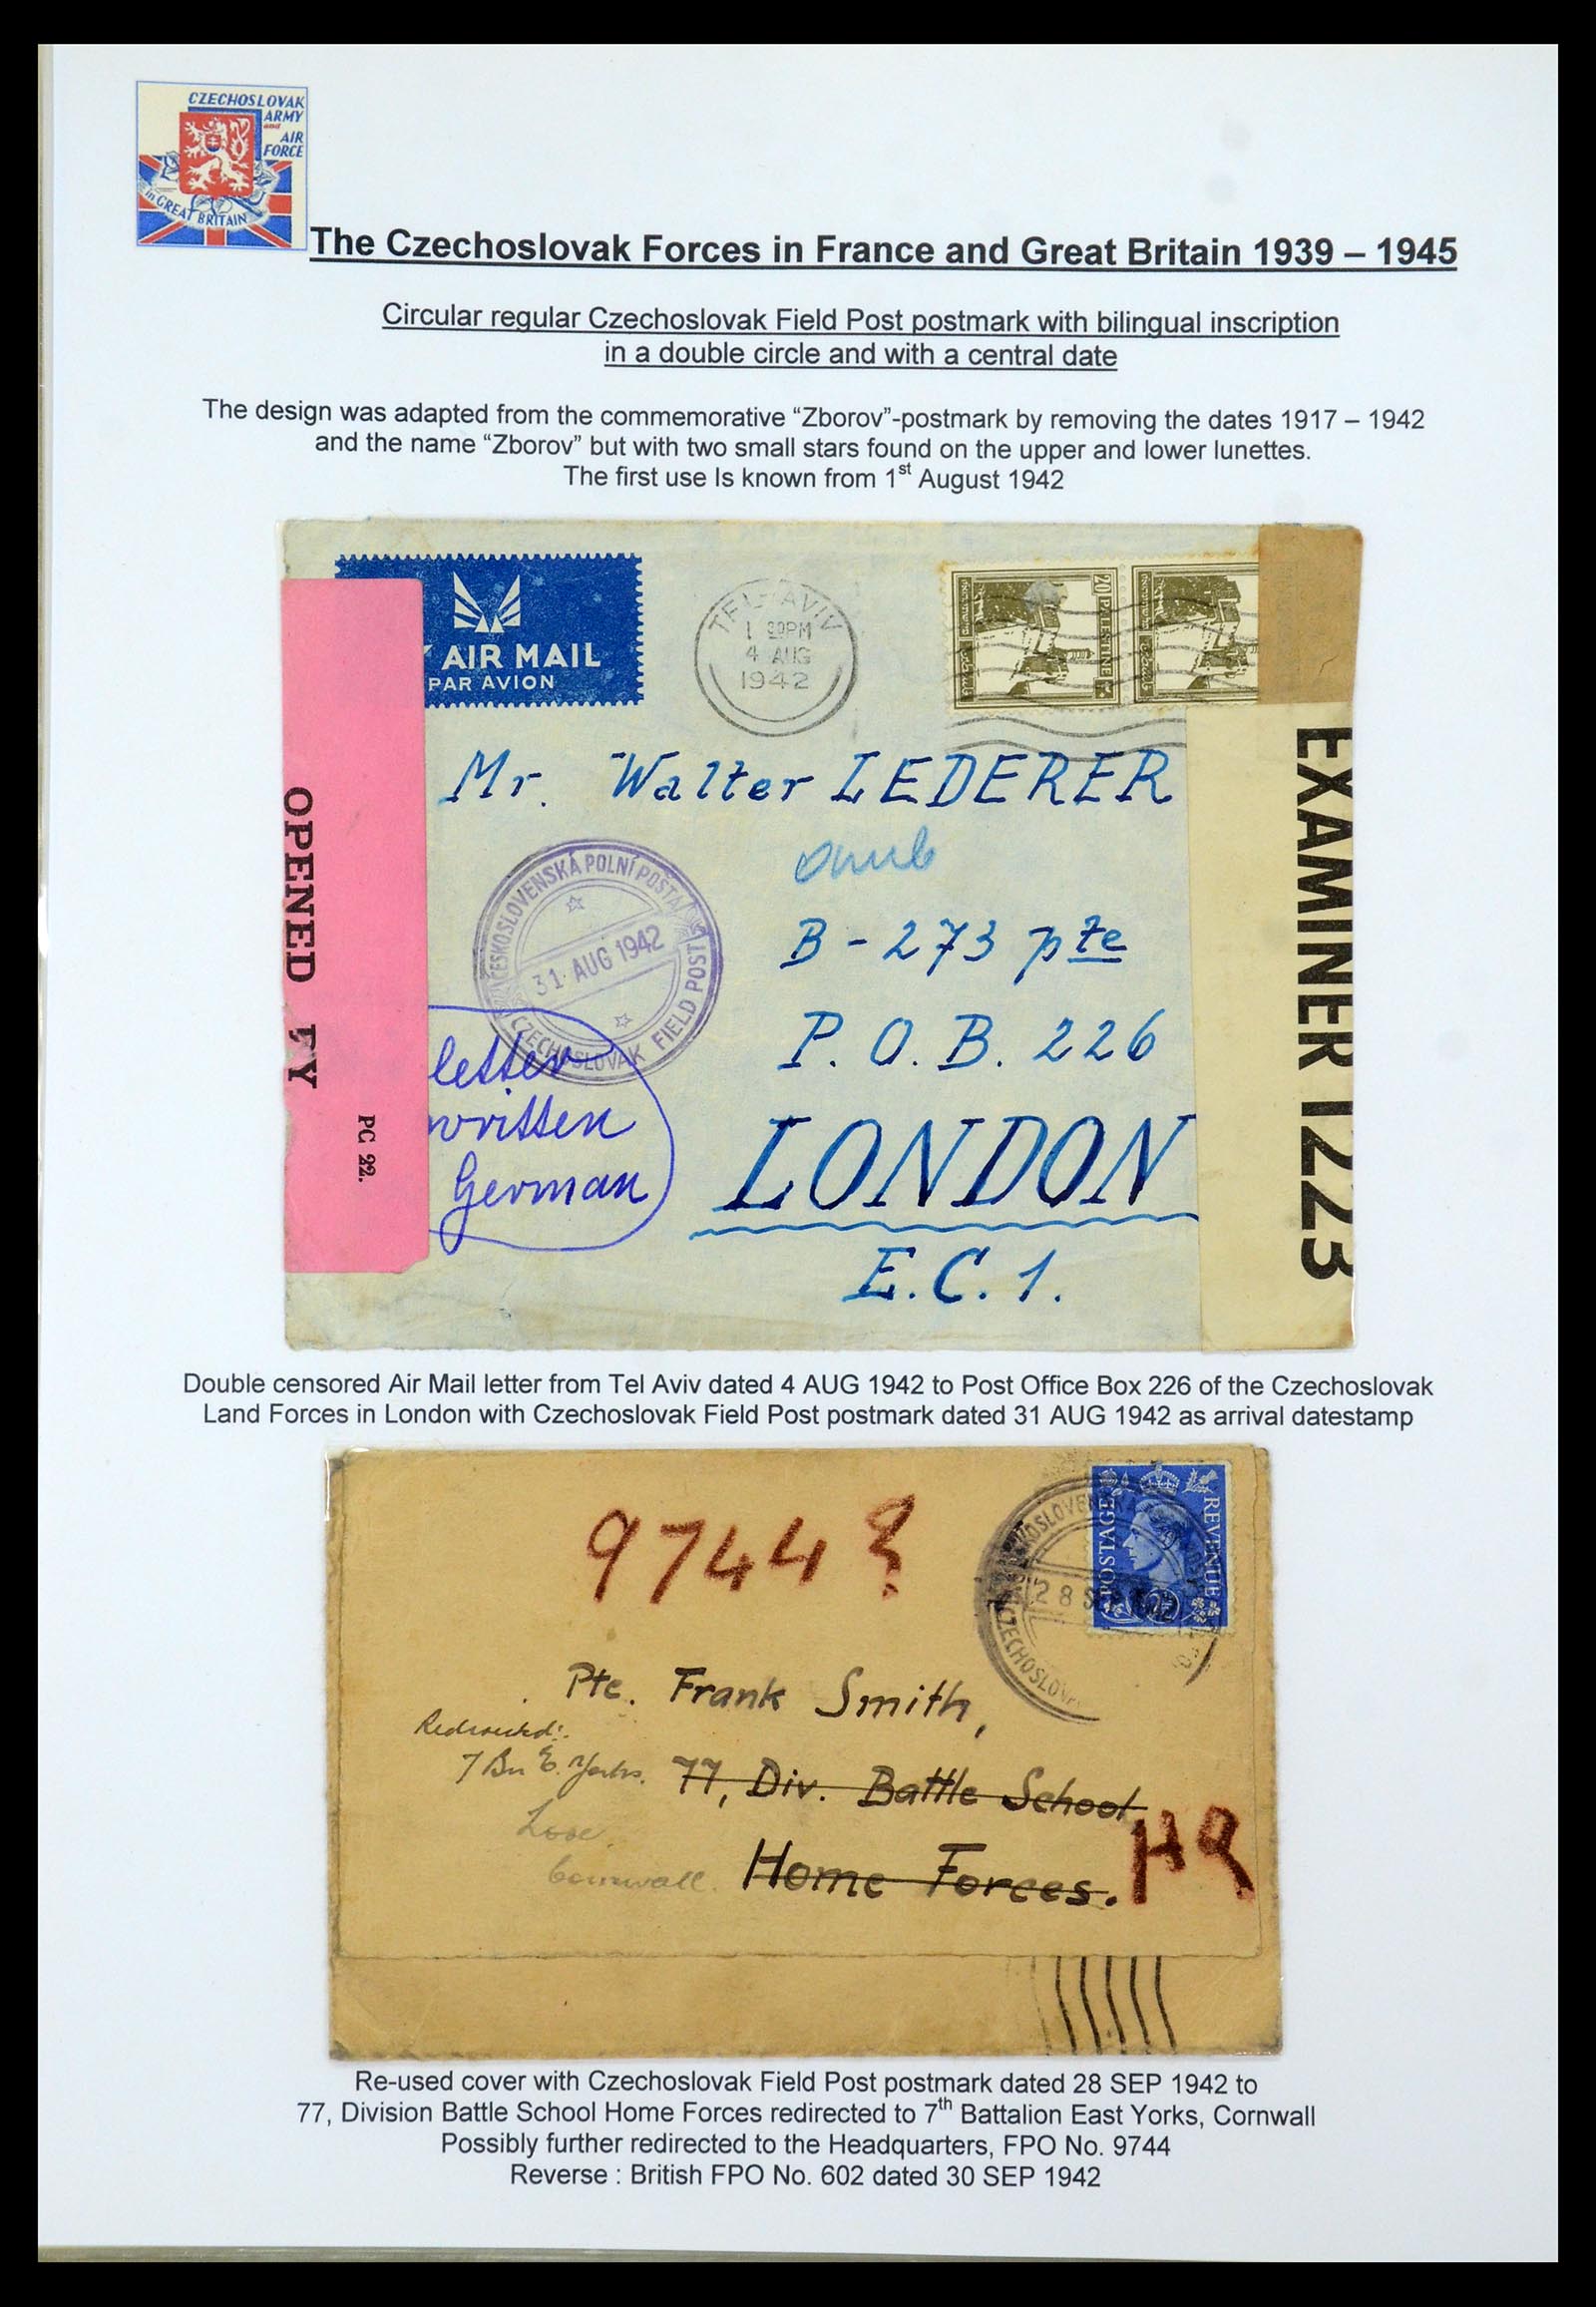 CZECHOSLOVAK
ARMY
and
AIR
FORCE
in GREAT BRITAIN
The Czechoslovak Forces in France and Great Britain 1939 – 1945
Circular regular Czechoslovak Field Post postmark with bilingual inscription
in a double circle and with a central date
The design was adapted from the commemorative “Zborov”-postmark by removing the dates 1917 – 1942
and the name “Zborov” but with two small stars found on the upper and lower lunettes.
The first use Is known from 1st August 1942
AIR MAIL
PAR AVION
TEL AVIV
1 30PM
4 AUG
1942
20 PALESTINE
OPENED BY
PC 22.
EXAMINER 1223
Mr. Walter LEDERER
B - 273 pte
P. O. B. 226
LONDON
E.C.1.
ČESKOSLOVENSKÁ POLNÍ POŠTA
31 AUG 1942
CZECHOSLOVAK FIELD POST
letter
written
German
Double censored Air Mail letter from Tel Aviv dated 4 AUG 1942 to Post Office Box 226 of the Czechoslovak
Land Forces in London with Czechoslovak Field Post postmark dated 31 AUG 1942 as arrival datestamp
9744?
POSTAGE REVENUE
28 SEP 1942
Pte. Frank Smith,
Redirected:
7 Bn E. Yorks.
77, Div. Battle School
Looe.
Cornwall.
Home Forces.
HQ
Re-used cover with Czechoslovak Field Post postmark dated 28 SEP 1942 to
77, Division Battle School Home Forces redirected to 7th Battalion East Yorks, Cornwall
Possibly further redirected to the Headquarters, FPO No. 9744
Reverse : British FPO No. 602 dated 30 SEP 1942